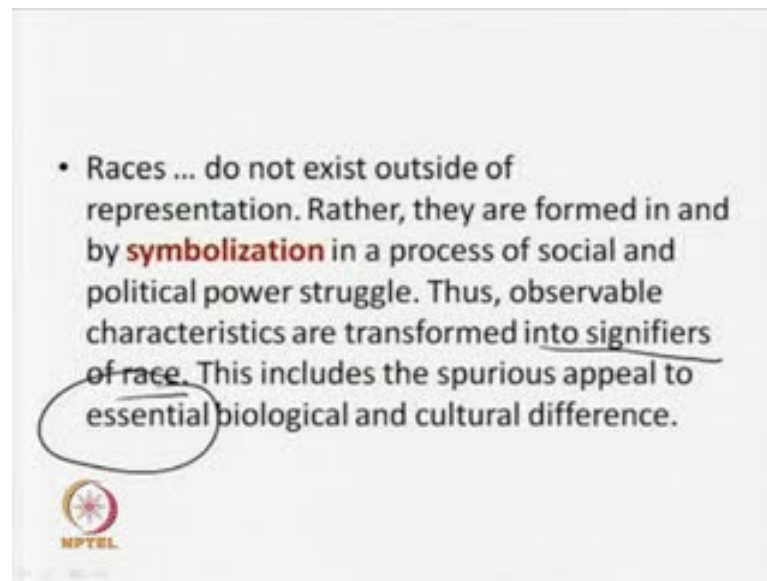 • Races ... do not exist outside of
representation. Rather, they are formed in and
by symbolization in a process of social and
political power struggle. Thus, observable
characteristics are transformed into signifiers
of race. This includes the spurious appeal to
essential biological and cultural difference.
NPTEL